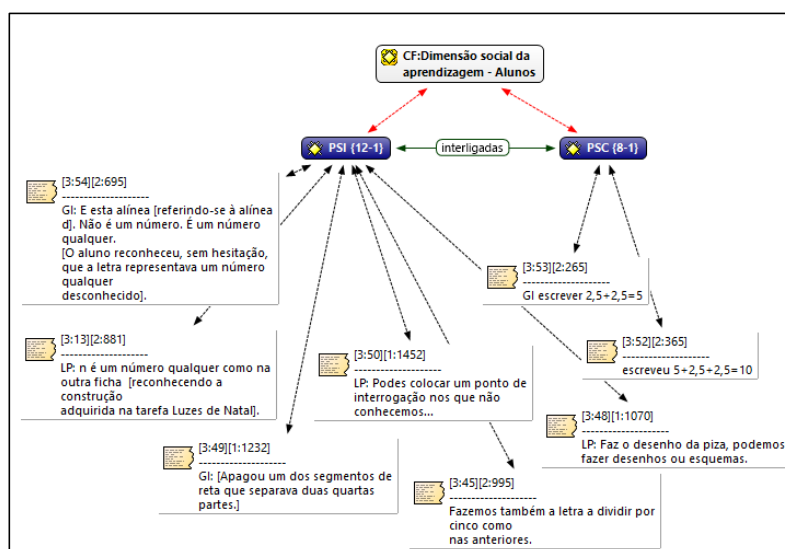 CF:Dimensão social da
aprendizagem - Alunos
PSI {12-1}
interligadas
PSC {8-1}
[3:54][2:695]
--------------------
GI: E esta alínea [referindo-se à alínea
d]. Não é um número. É um número
qualquer.
[O aluno reconheceu, sem hesitação,
que a letra representava um número
qualquer
desconhecido].
[3:53][2:265]
--------------------
GI escrever 2,5+2,5=5
[3:13][2:881]
--------------------
LP: n é um número qualquer como na
outra ficha [reconhecendo a
construção
adquirida na tarefa Luzes de Natal].
[3:50][1:1452]
--------------------
LP: Podes colocar um ponto de
interrogação nos que não
conhecemos...
[3:52][2:365]
--------------------
escreveu 5+2,5+2,5=10
[3:48][1:1070]
--------------------
LP: Faz o desenho da piza, podemos
fazer desenhos ou esquemas.
[3:49][1:1232]
--------------------
GI: [Apagou um dos segmentos de
reta que separava duas quartas
partes.]
[3:45][2:995]
--------------------
Fazemos também a letra a dividir por
cinco como
nas anteriores.